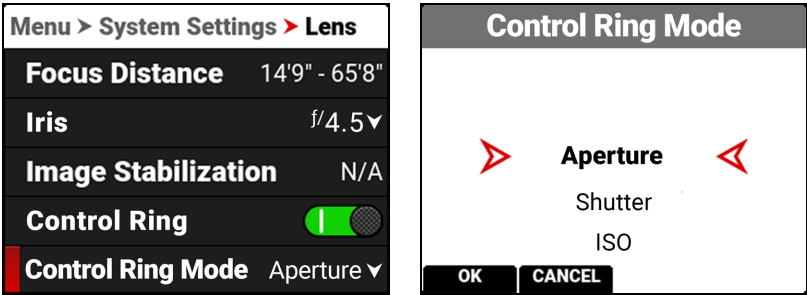 Menu > System Settings > Lens
Focus Distance 14'9" - 65'8"
Iris ƒ/4.5
Image Stabilization N/A
Control Ring
Control Ring Mode Aperture
Control Ring Mode
Aperture
Shutter
ISO
OK CANCEL